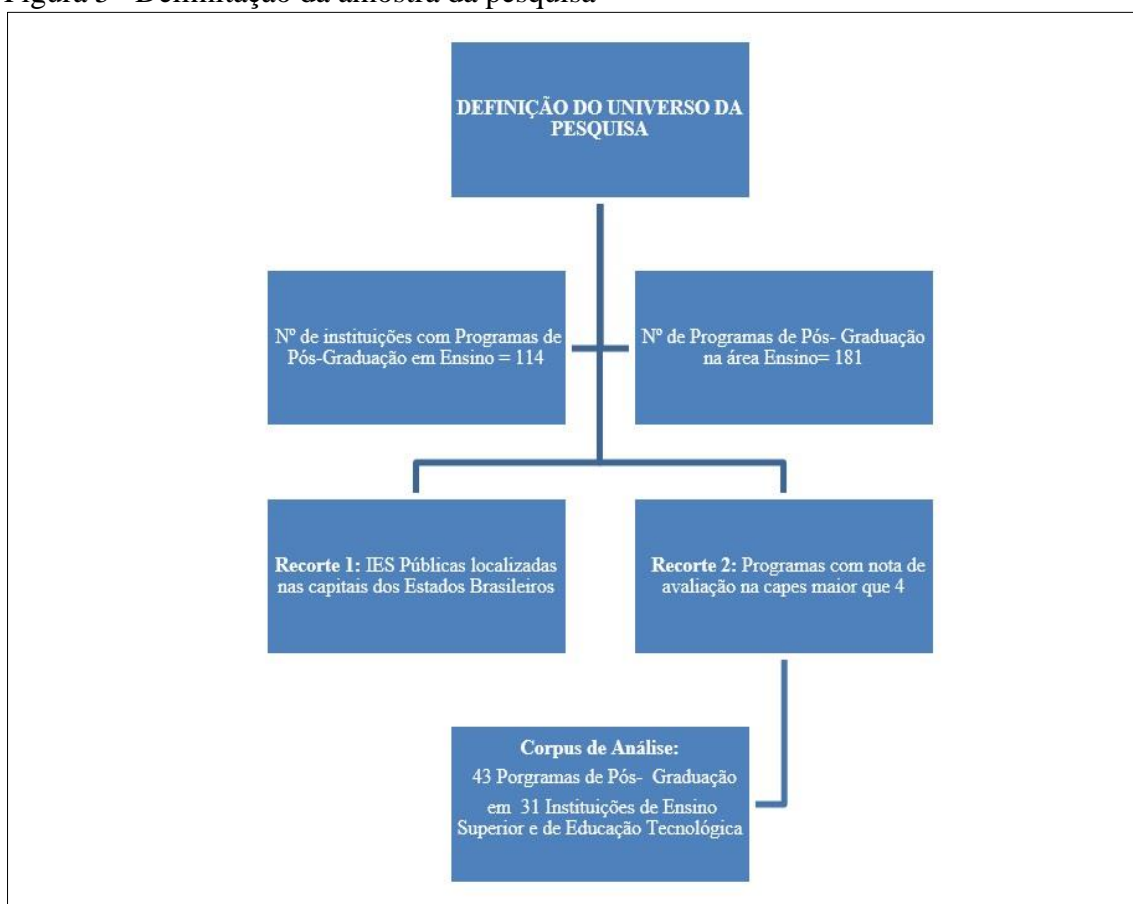 Figura 3 - Delimitação da amostra da pesquisa
DEFINIÇÃO DO UNIVERSO DA
PESQUISA
Nº de instituições com Programas de
Pós-Graduação em Ensino = 114
Nº de Programas de Pós- Graduação
na área Ensino= 181
Recorte 1: IES Públicas localizadas
nas capitais dos Estados Brasileiros
Recorte 2: Programas com nota de
avaliação na capes maior que 4
Corpus de Análise:
43 Porgramas de Pós- Graduação
em 31 Instituições de Ensino
Superior e de Educação Tecnológica